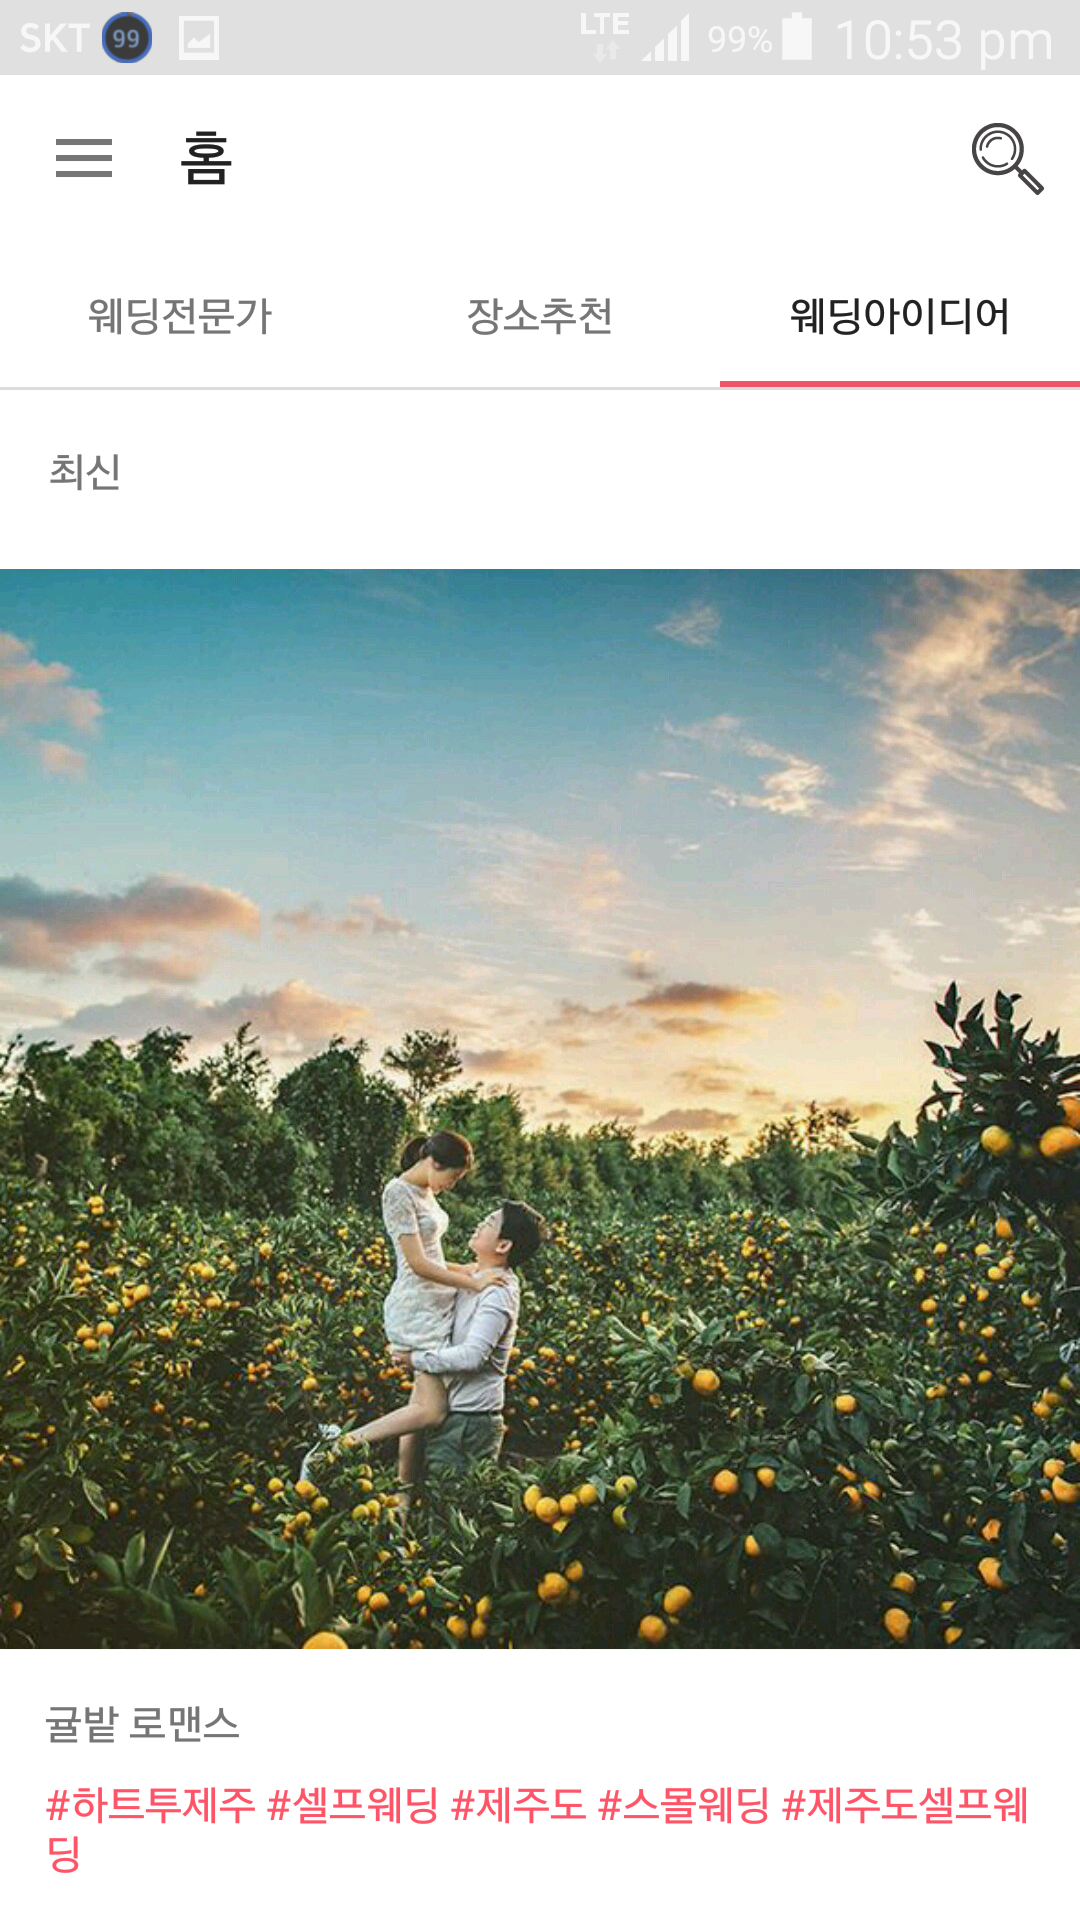 SKT 99 LTE 99% 10:53 pm
홈
웨딩전문가 장소추천 웨딩아이디어
최신
귤밭 로맨스
#하트투제주 #셀프웨딩 #제주도 #스몰웨딩 #제주도셀프웨
딩